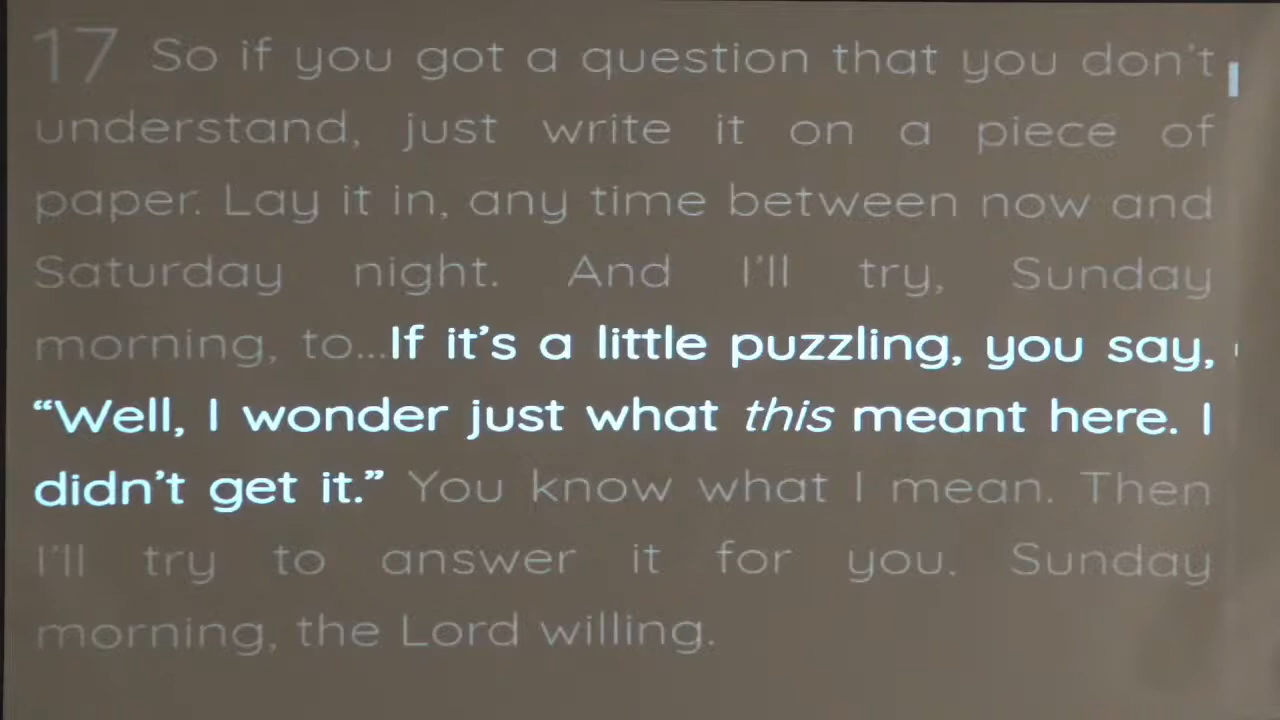 17 So if you got a question that you don't
understand, just write it on a piece of
paper. Lay it in, any time between now and
Saturday night. And I'll try, Sunday
morning, to...If it's a little puzzling, you say,
“Well, I wonder just what this meant here. I
didn't get it.” You know what I mean. Then
I'll try to answer it for you. Sunday
morning, the Lord willing.